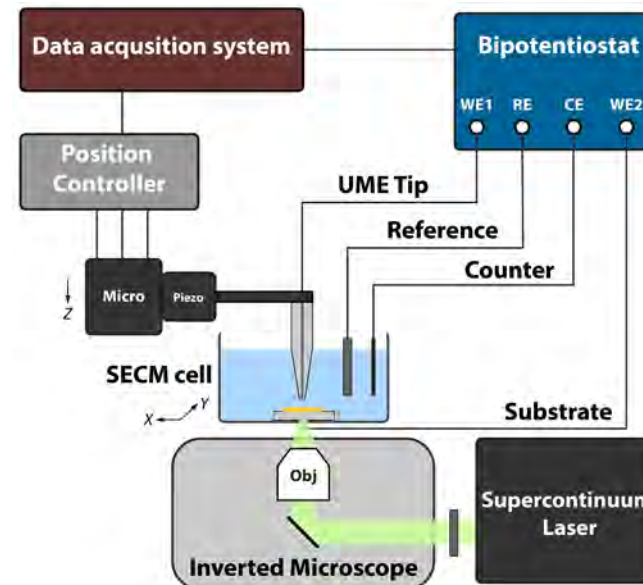 Data acqusition system
Bipotentiostat
WE1 RE CE WE2
Position
Controller
UME Tip
Reference
Counter
Micro
Piezo
Z
SECM cell
X
Y
Substrate
Obj
Supercontinuum
Laser
Inverted Microscope